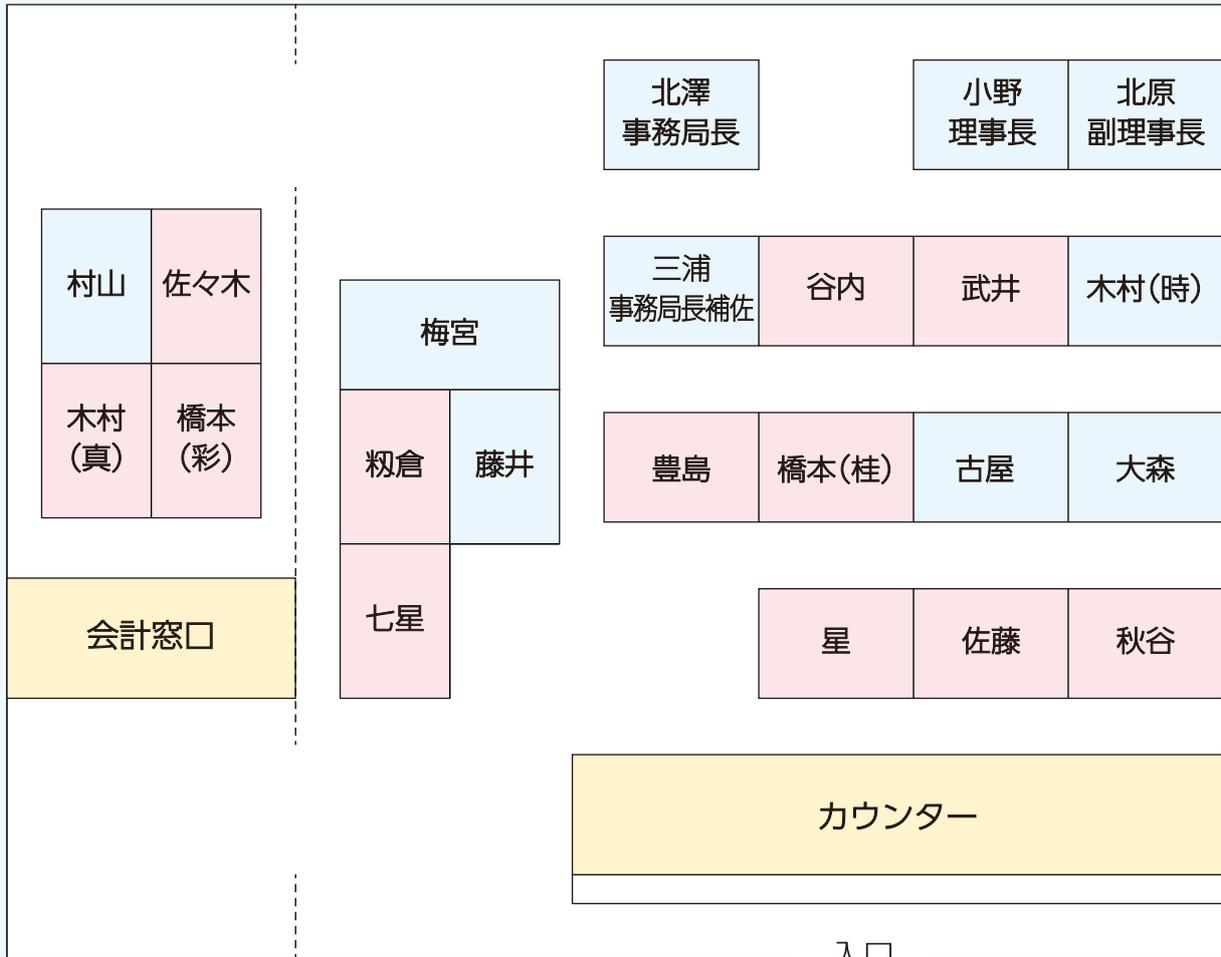 北澤
事務局長
小野
理事長
北原
副理事長
村山
佐々木
木村
（真）
橋本
（彩）
会計窓口
梅宮
籾倉
藤井
七星
三浦
事務局長補佐
谷内
武井
木村（時）
豊島
橋本（桂）
古屋
大森
星
佐藤
秋谷
カウンター
入口